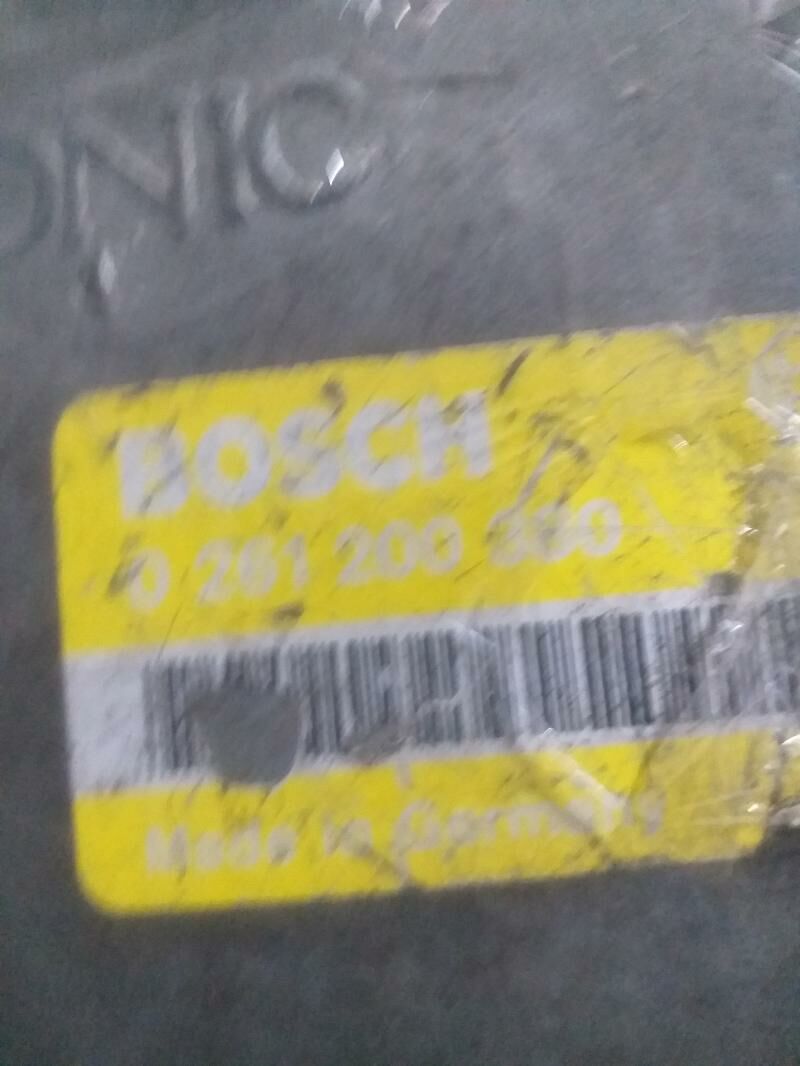 ONIC
BOSCH
0 261 200
Made in Germany